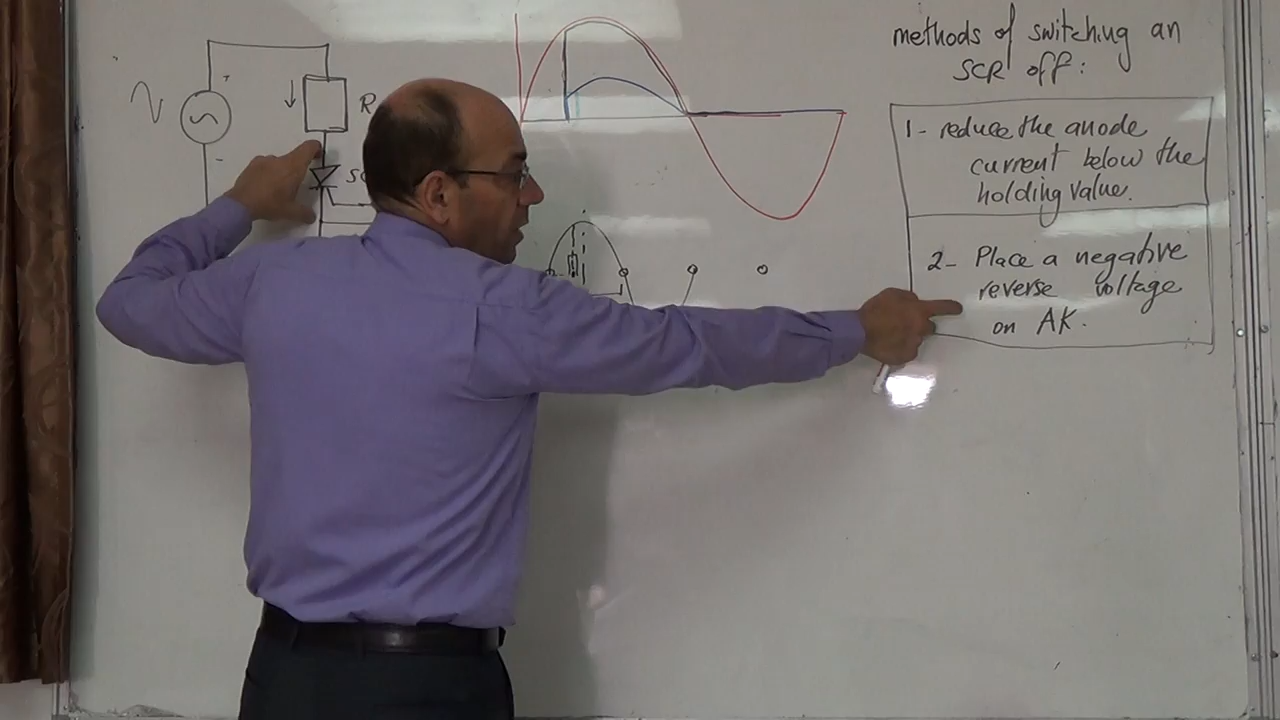 +
R
-
methods of switching an
SCR off:
1- reduce the anode
current below the
holding value.
2- Place a negative
reverse voltage
on AK.